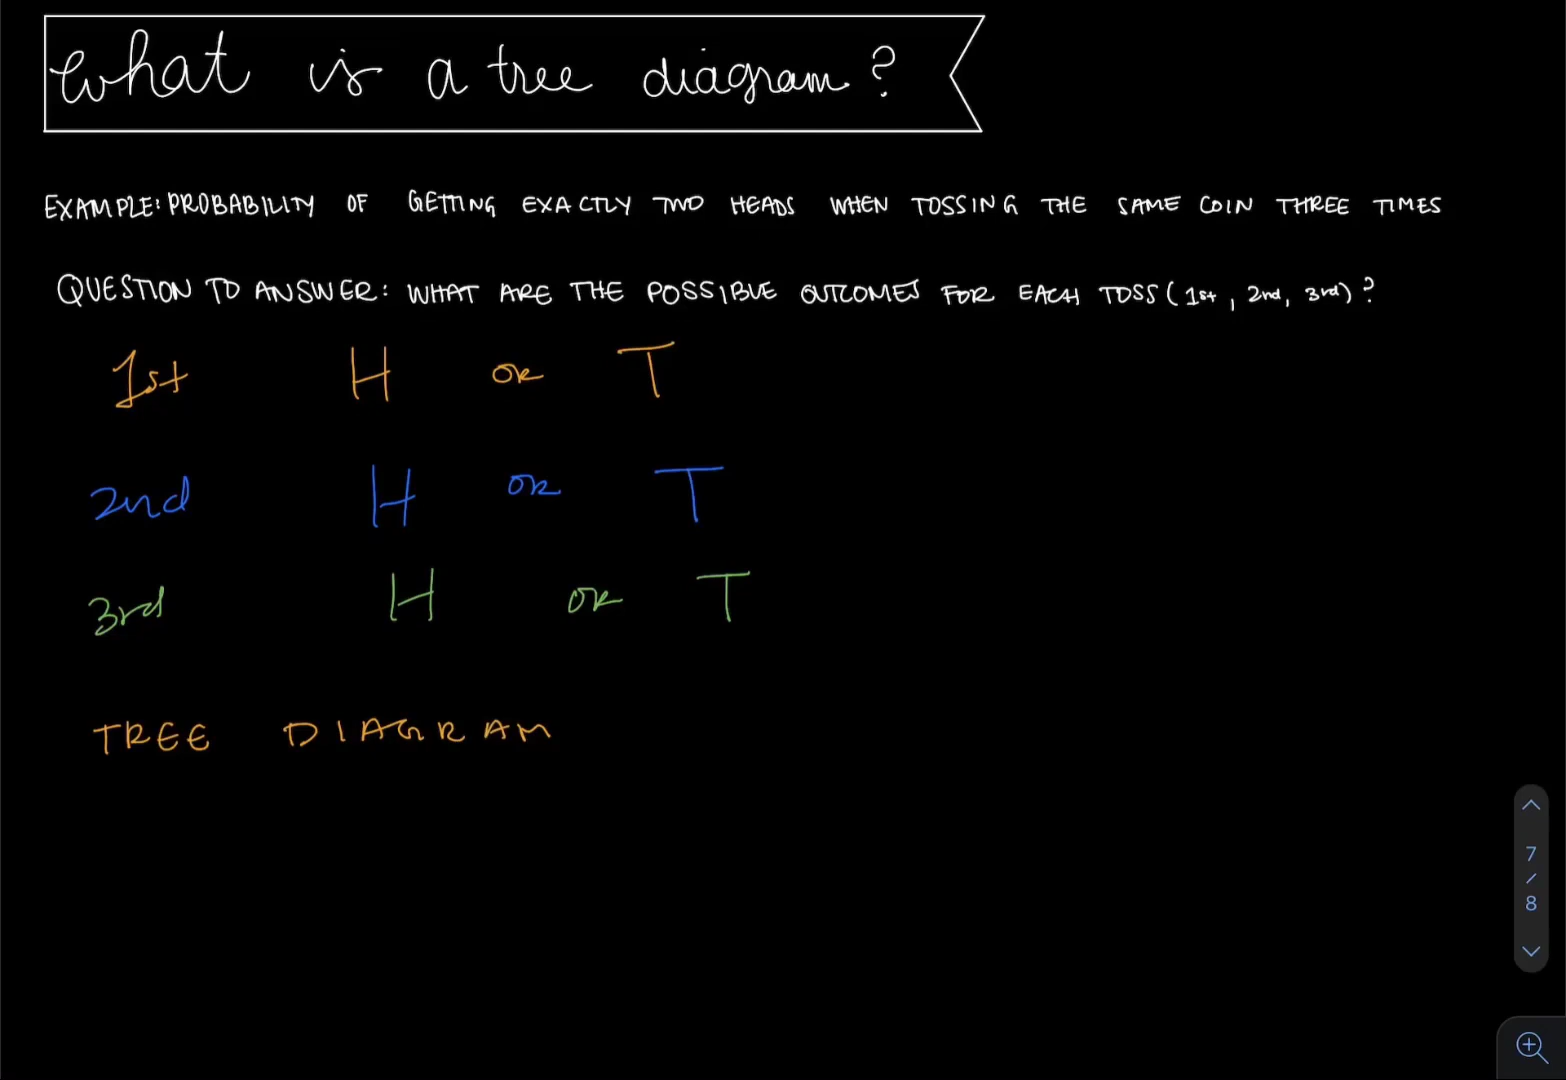 What is a tree diagram?
EXAMPLE: PROBABILITY OF GETTING EXACTLY TWO HEADS WHEN TOSSING THE SAME COIN THREE TIMES
QUESTION TO ANSWER: WHAT ARE THE POSSIBLE OUTCOMES FOR EACH TOSS (1st, 2nd, 3rd)?
1st H OR T
2nd H OR T
3rd H OR T
TREE DIAGRAM
7
/
8